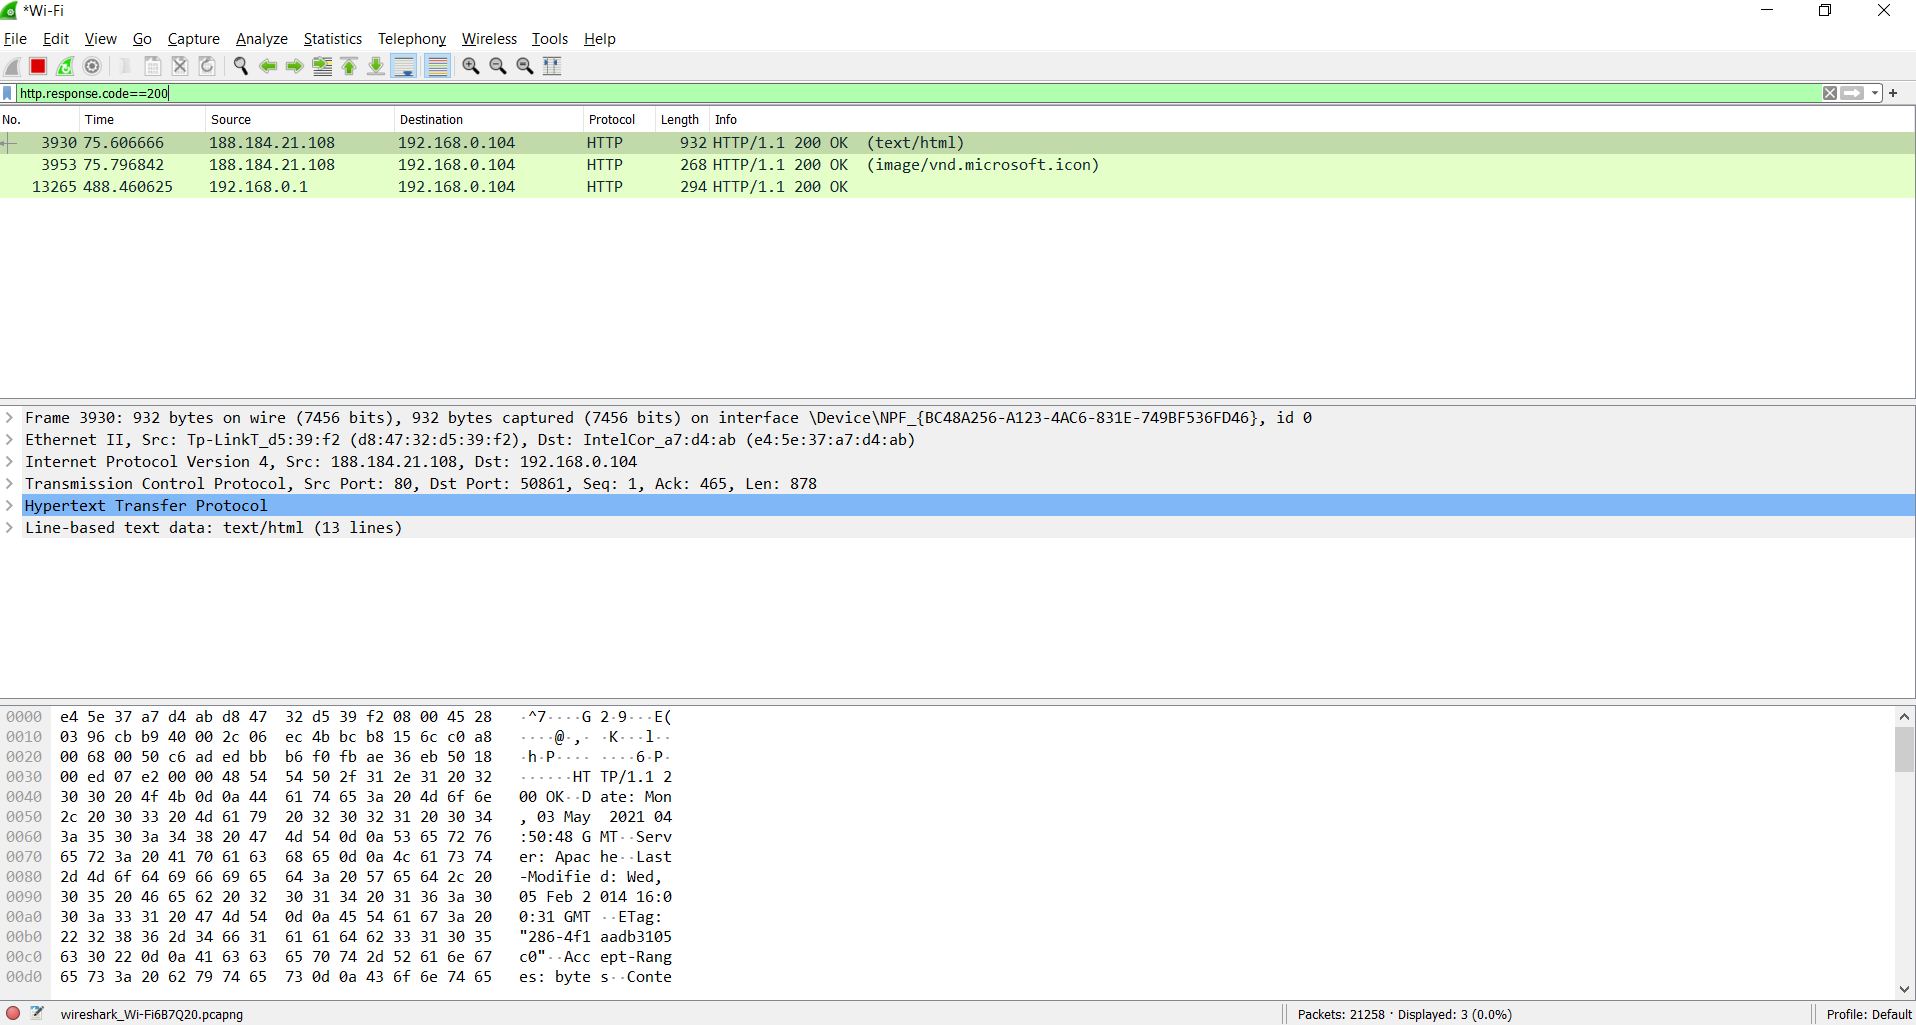 *Wi-Fi
File Edit View Go Capture Analyze Statistics Telephony Wireless Tools Help
http.response.code==200
No. Time Source Destination Protocol Length Info
3930 75.606666 188.184.21.108 192.168.0.104 HTTP 932 HTTP/1.1 200 OK (text/html)
3953 75.796842 188.184.21.108 192.168.0.104 HTTP 268 HTTP/1.1 200 OK (image/vnd.microsoft.icon)
13265 488.460625 192.168.0.1 192.168.0.104 HTTP 294 HTTP/1.1 200 OK
Frame 3930: 932 bytes on wire (7456 bits), 932 bytes captured (7456 bits) on interface \Device\NPF_{BC48A256-A123-4AC6-831E-749BF536FD46}, id 0
Ethernet II, Src: Tp-LinkT_d5:39:f2 (d8:47:32:d5:39:f2), Dst: IntelCor_a7:d4:ab (e4:5e:37:a7:d4:ab)
Internet Protocol Version 4, Src: 188.184.21.108, Dst: 192.168.0.104
Transmission Control Protocol, Src Port: 80, Dst Port: 50861, Seq: 1, Ack: 465, Len: 878
Hypertext Transfer Protocol
Line-based text data: text/html (13 lines)
0000 e4 5e 37 a7 d4 ab d8 47 32 d5 39 f2 08 00 45 28 ·^7····G 2·9···E(
0010 03 96 cb b9 40 00 2c 06 ec 4b bc b8 15 6c c0 a8 ····@·,· ·K···l··
0020 00 68 00 50 c6 ad ed bb b6 f0 fb ae 36 eb 50 18 ·h·P···· ····6·P·
0030 00 ed 07 e2 00 00 48 54 54 50 2f 31 2e 31 20 32 ······HT TP/1.1 2
0040 30 30 20 4f 4b 0d 0a 44 61 74 65 3a 20 4d 6f 6e 00 OK··D ate: Mon
0050 2c 20 30 33 20 4d 61 79 20 32 30 32 31 20 30 34 , 03 May 2021 04
0060 3a 35 30 3a 34 38 20 47 4d 54 0d 0a 53 65 72 76 :50:48 G MT··Serv
0070 65 72 3a 20 41 70 61 63 68 65 0d 0a 4c 61 73 74 er: Apac he··Last
0080 2d 4d 6f 64 69 66 69 65 64 3a 20 57 65 64 2c 20 -Modifie d: Wed,
0090 30 35 20 46 65 62 20 32 30 31 34 20 31 36 3a 30 05 Feb 2 014 16:0
00a0 30 3a 33 31 20 47 4d 54 0d 0a 45 54 61 67 3a 20 0:31 GMT ··ETag:
00b0 22 32 38 36 2d 34 66 31 61 61 64 62 33 31 30 35 "286-4f1 aadb3105
00c0 63 30 22 0d 0a 41 63 63 65 70 74 2d 52 61 6e 67 c0"··Acc ept-Rang
00d0 65 73 3a 20 62 79 74 65 73 0d 0a 43 6f 6e 74 65 es: byte s··Conte
wireshark_Wi-Fi6B7Q20.pcapng Packets: 21258 · Displayed: 3 (0.0%) Profile: Default